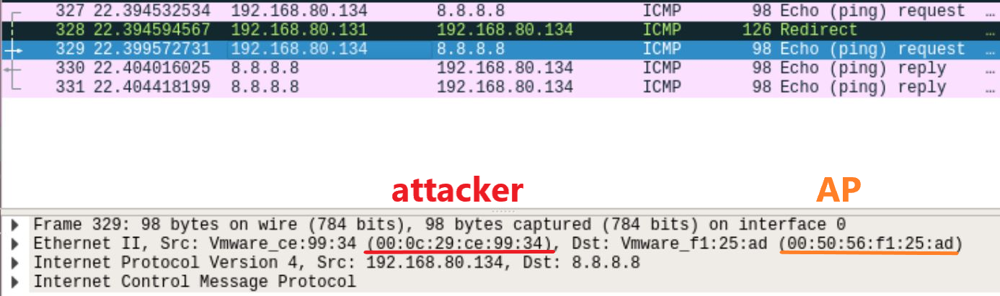 327 22.394532534 192.168.80.134 8.8.8.8 ICMP 98 Echo (ping) request …
328 22.394594567 192.168.80.131 192.168.80.134 ICMP 126 Redirect …
329 22.399572731 192.168.80.134 8.8.8.8 ICMP 98 Echo (ping) request …
330 22.404016025 8.8.8.8 192.168.80.134 ICMP 98 Echo (ping) reply …
331 22.404418199 8.8.8.8 192.168.80.134 ICMP 98 Echo (ping) reply …
attacker AP
Frame 329: 98 bytes on wire (784 bits), 98 bytes captured (784 bits) on interface 0
Ethernet II, Src: Vmware_ce:99:34 (00:0c:29:ce:99:34), Dst: Vmware_f1:25:ad (00:50:56:f1:25:ad)
Internet Protocol Version 4, Src: 192.168.80.134, Dst: 8.8.8.8
Internet Control Message Protocol